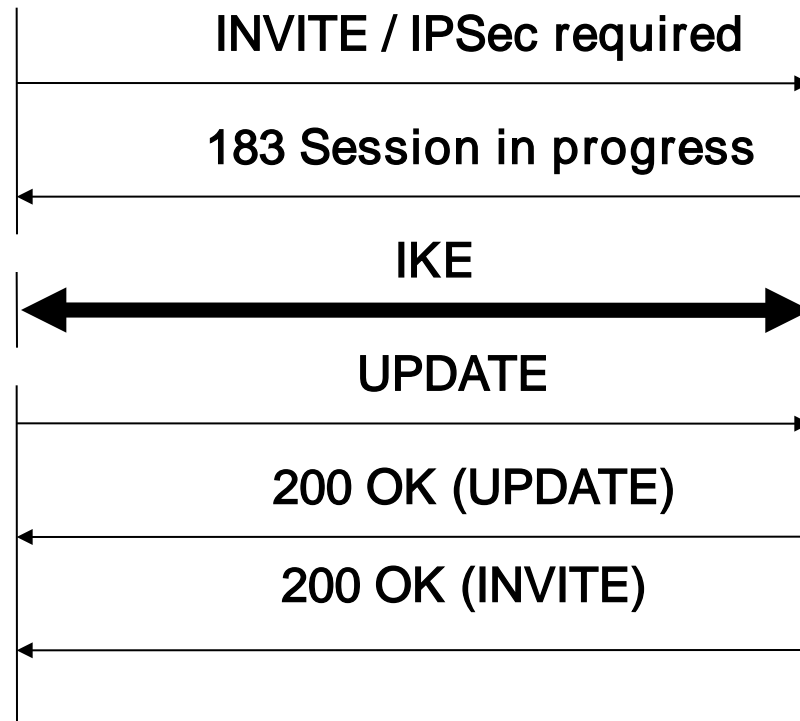 INVITE / IPSec required
183 Session in progress
IKE
UPDATE
200 OK (UPDATE)
200 OK (INVITE)